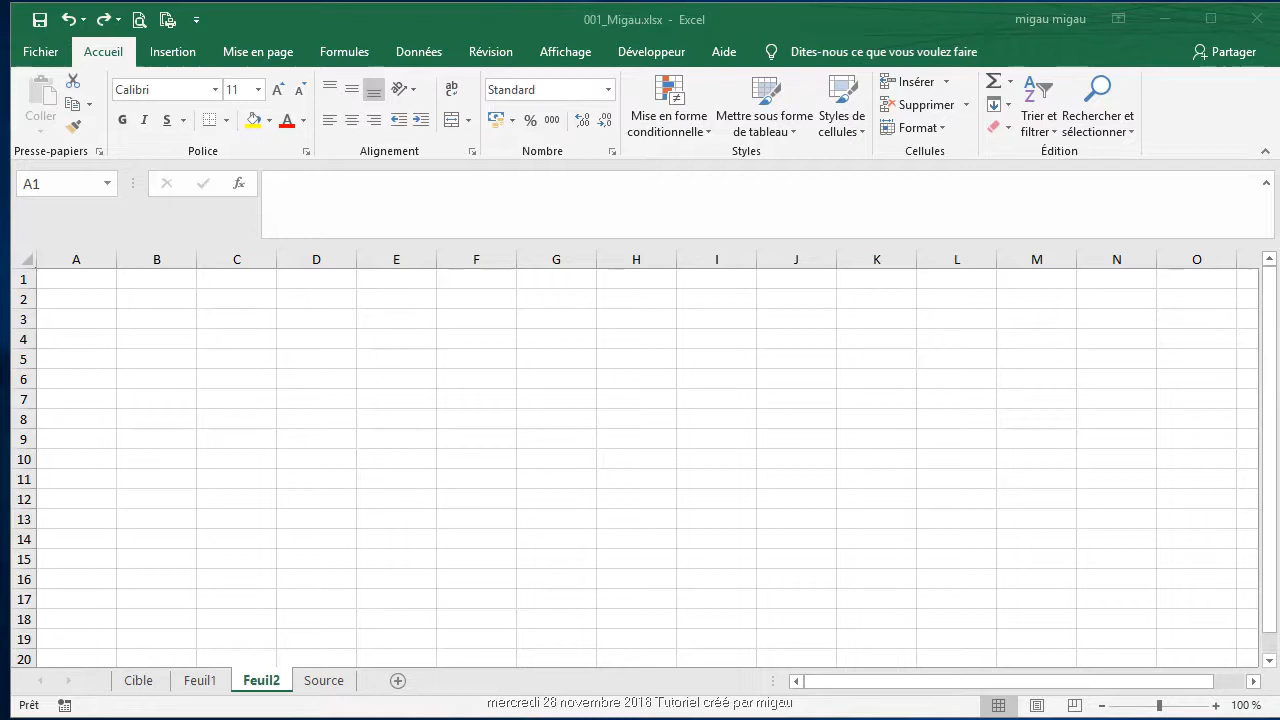 001_Migau.xlsx - Excel
migau migau
Fichier Accueil Insertion Mise en page Formules Données Révision Affichage Développeur Aide Dites-nous ce que vous voulez faire Partager
Coller
Presse-papiers
Calibri 11
G I S A
Police
ab
Alignement
Standard
% 000
Nombre
Mise en forme conditionnelle
Mettre sous forme de tableau
Styles de cellules
Styles
Insérer
Supprimer
Format
Cellules
Trier et filtrer
Rechercher et sélectionner
Édition
A1 fx
A B C D E F G H I J K L M N O
1
2
3
4
5
6
7
8
9
10
11
12
13
14
15
16
17
18
19
20
Cible Feuil1 Feuil2 Source
Prêt
mercredi 28 novembre 2018 Tutoriel créé par migau
100 %